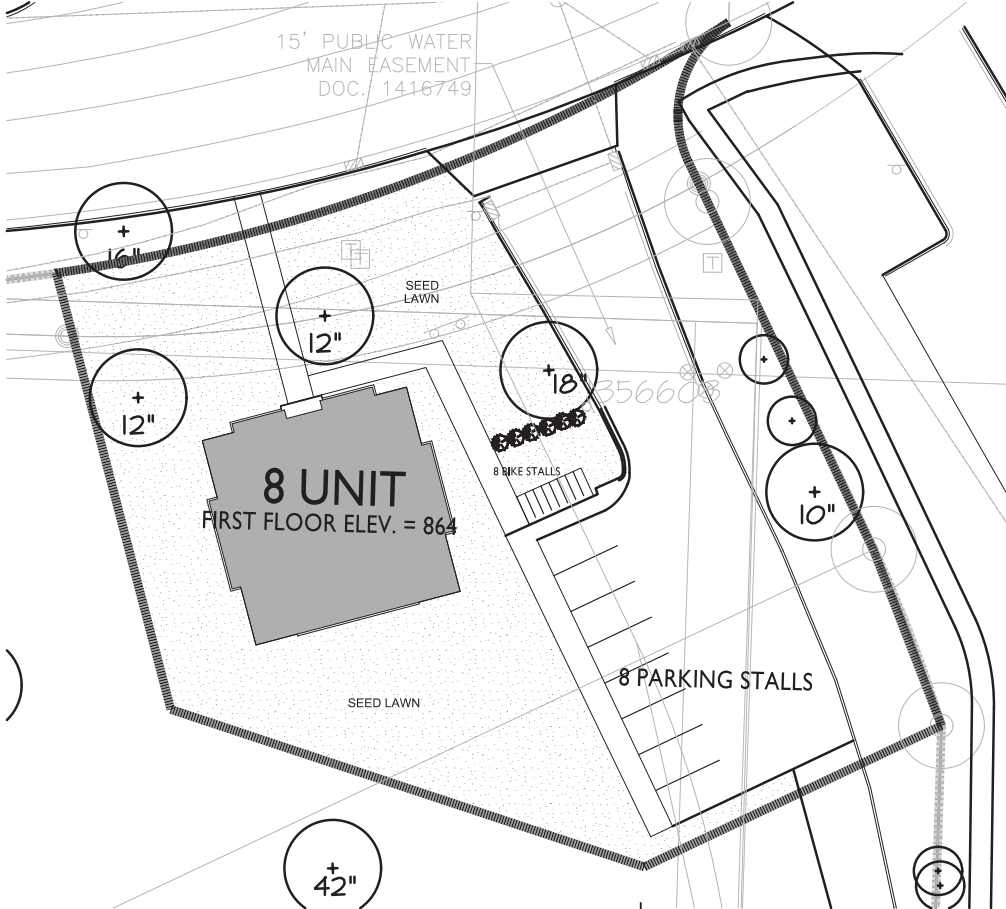 15' PUBLIC WATER
MAIN EASEMENT
DOC. 1416749
16"
SEED
LAWN
12"
18"
356608
12"
8 BIKE STALLS
8 UNIT
FIRST FLOOR ELEV. = 864
10"
T
T
T
8 PARKING STALLS
SEED LAWN
42"